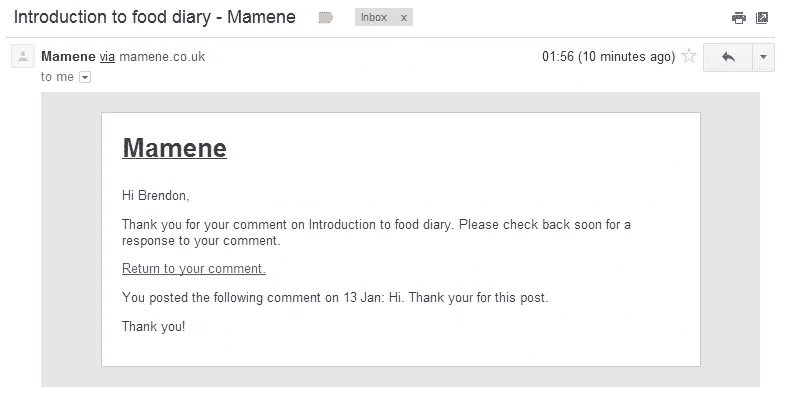 Introduction to food diary - Mamene
Inbox x
Mamene via mamene.co.uk
01:56 (10 minutes ago)
to me
Mamene
Hi Brendon,
Thank you for your comment on Introduction to food diary. Please check back soon for a
response to your comment.
Return to your comment.
You posted the following comment on 13 Jan: Hi. Thank your for this post.
Thank you!